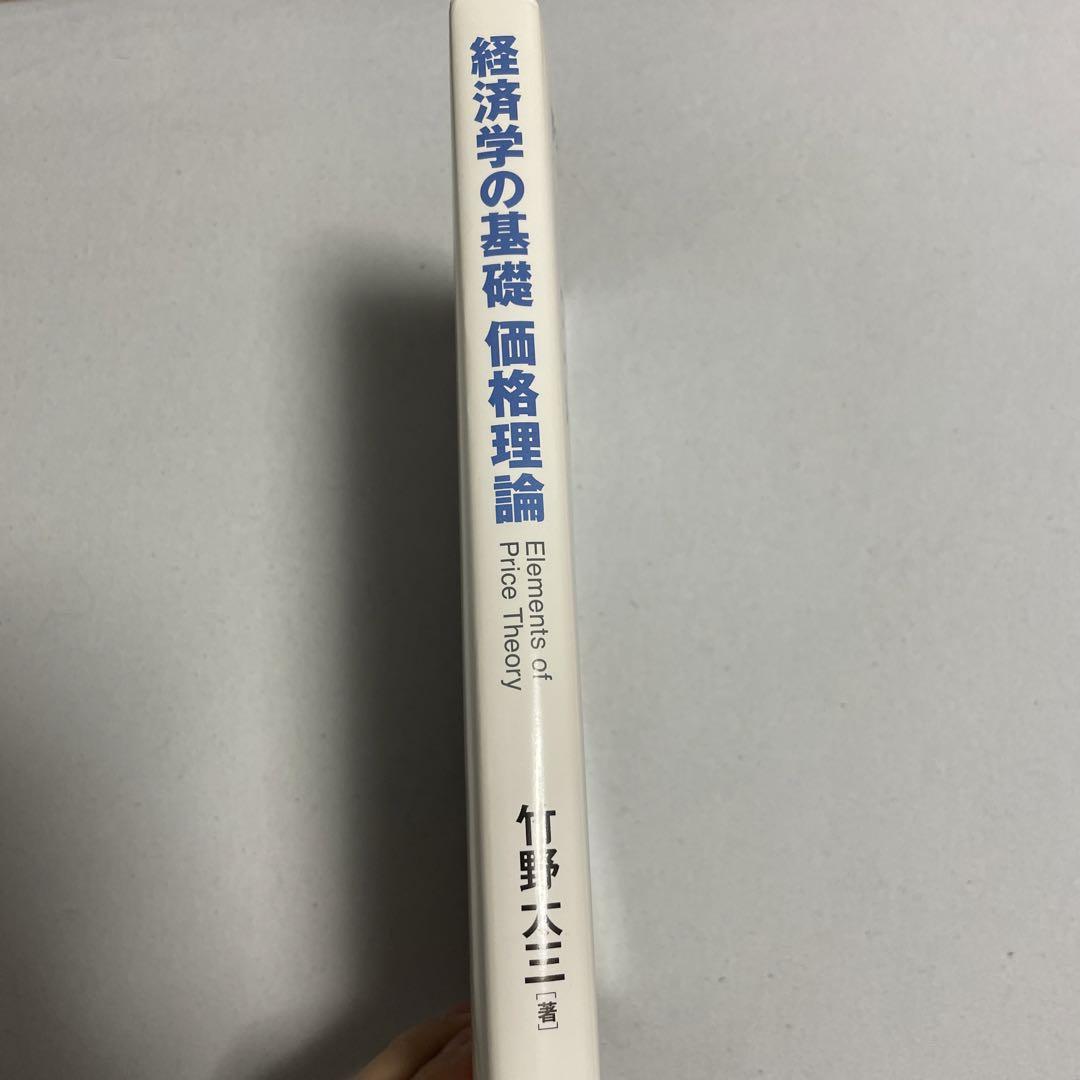 経済学の基礎 価格理論
Elements of
Price Theory
竹野太三[著]